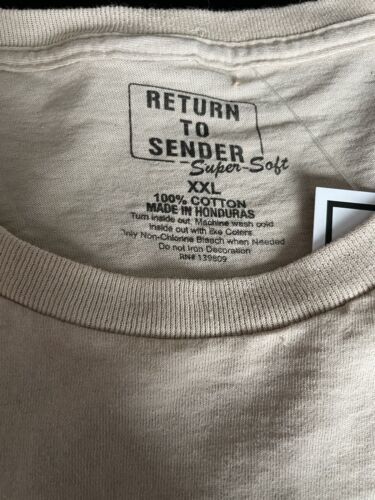 RETURN
TO
SENDER
Super-Soft
XXL
100% COTTON
MADE IN HONDURAS
Turn inside out. Machine wash cold
inside out with like Colors
Only Non-Chlorine Bleach when Needed
Do not Iron Decoration
RN# 139809